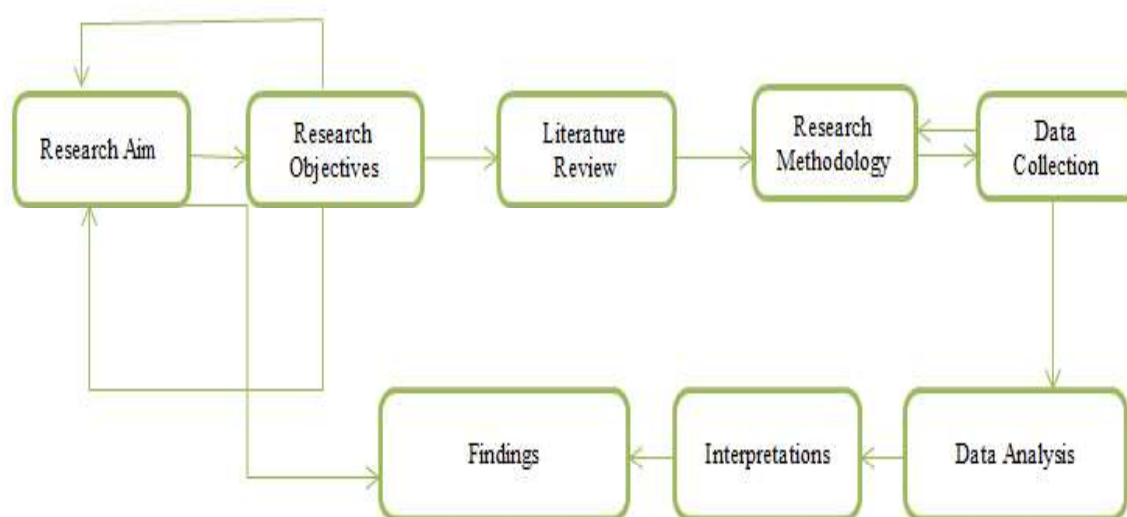 Research Aim
Research
Objectives
Literature
Review
Research
Methodology
Data
Collection
Findings
Interpretations
Data Analysis